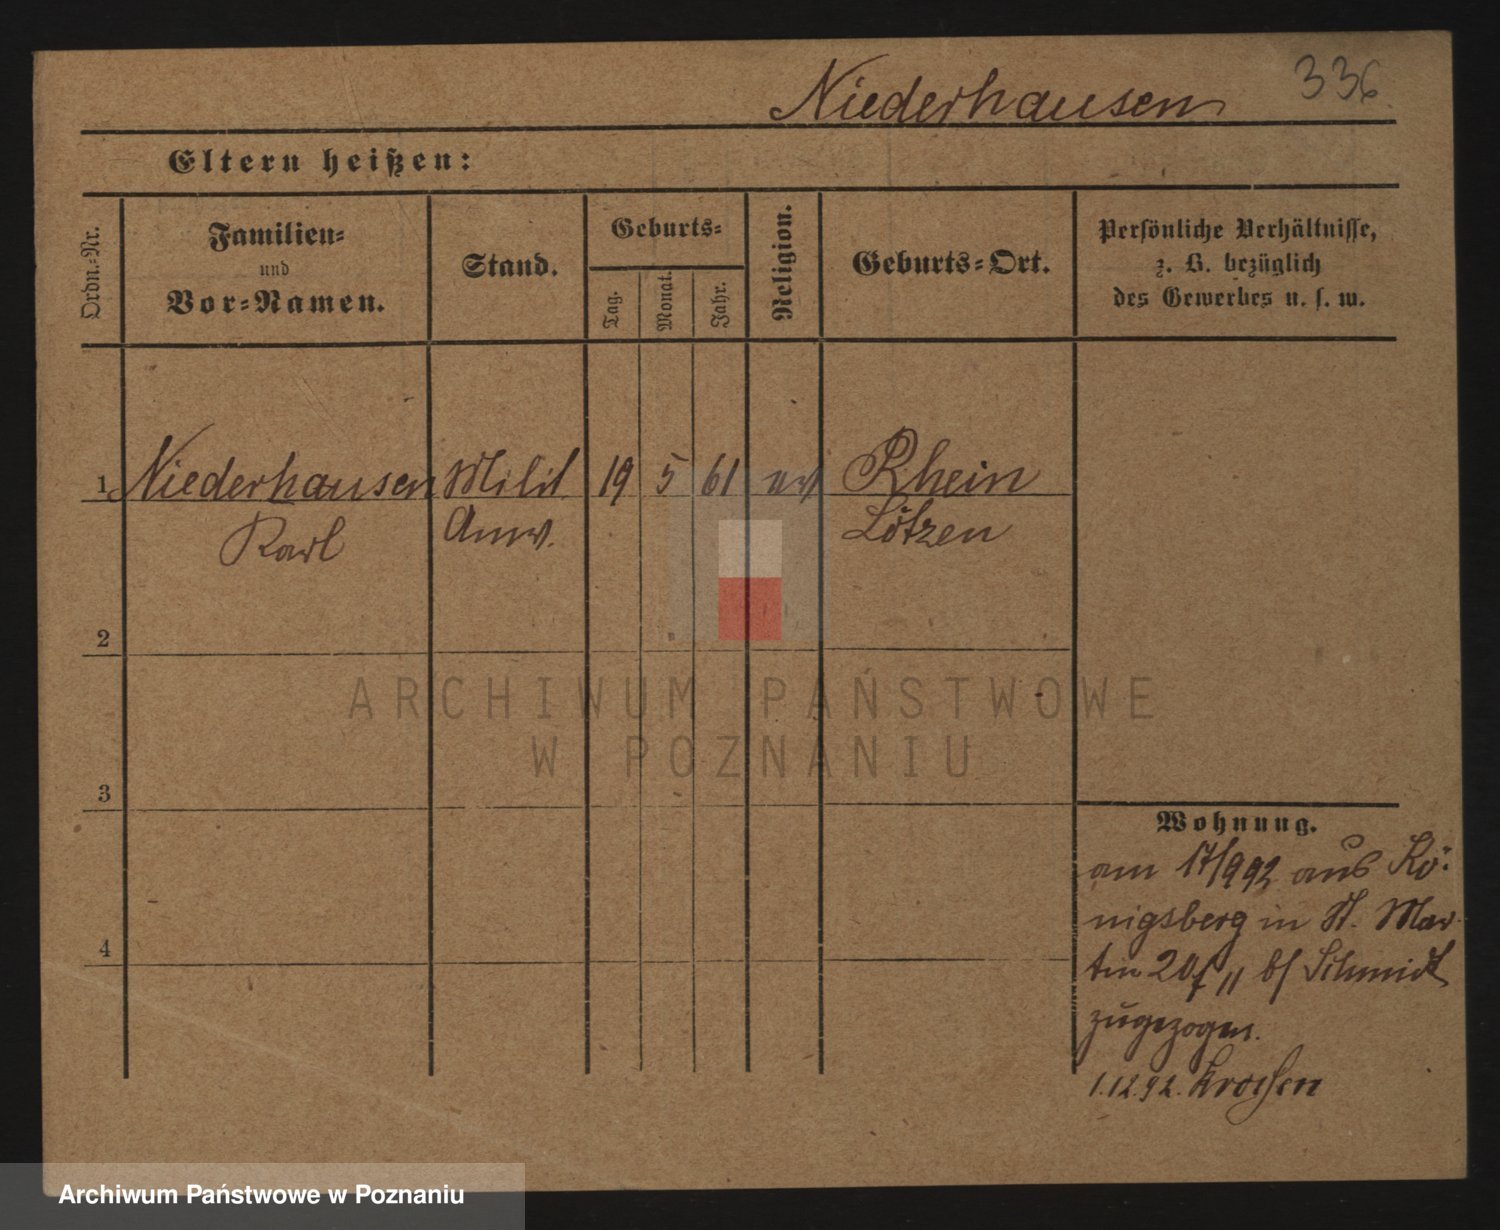 Niederhausen 336
Eltern heißen:
Ordn.-Nr.
Familien-
und
Vor-Namen.
Stand.
Geburts-
Tag.
Monat.
Jahr.
Religion.
Geburts-Ort.
Persönliche Verhältnisse,
z. B. bezüglich
des Gewerbes u. s. w.
1 Niederhausen Milit 19 5 61 ev Rhein
Karl Anw. Lötzen
2
3
4
Wohnung.
am 17/9 92 aus Kö-
nigsberg in St. Mar-
tin 20 II b/ Schmidt
zugezogen.
1.12.92.
ARCHIWUM PAŃSTWOWE
W POZNANIU
Archiwum Państwowe w Poznaniu